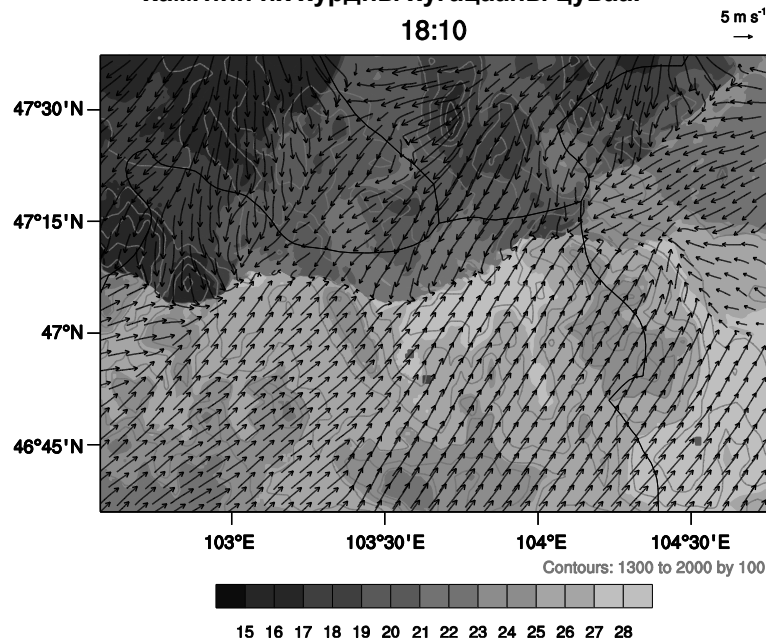 18:10
5 m s-1
47°30'N
47°15'N
47°N
46°45'N
103°E 103°30'E 104°E 104°30'E
Contours: 1300 to 2000 by 100
15 16 17 18 19 20 21 22 23 24 25 26 27 28